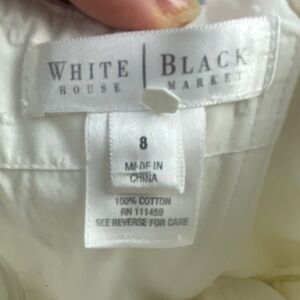 WHITE | BLACK
HOUSE MARKET
8
MADE IN
CHINA
100% COTTON
RN 111459
SEE REVERSE FOR CARE